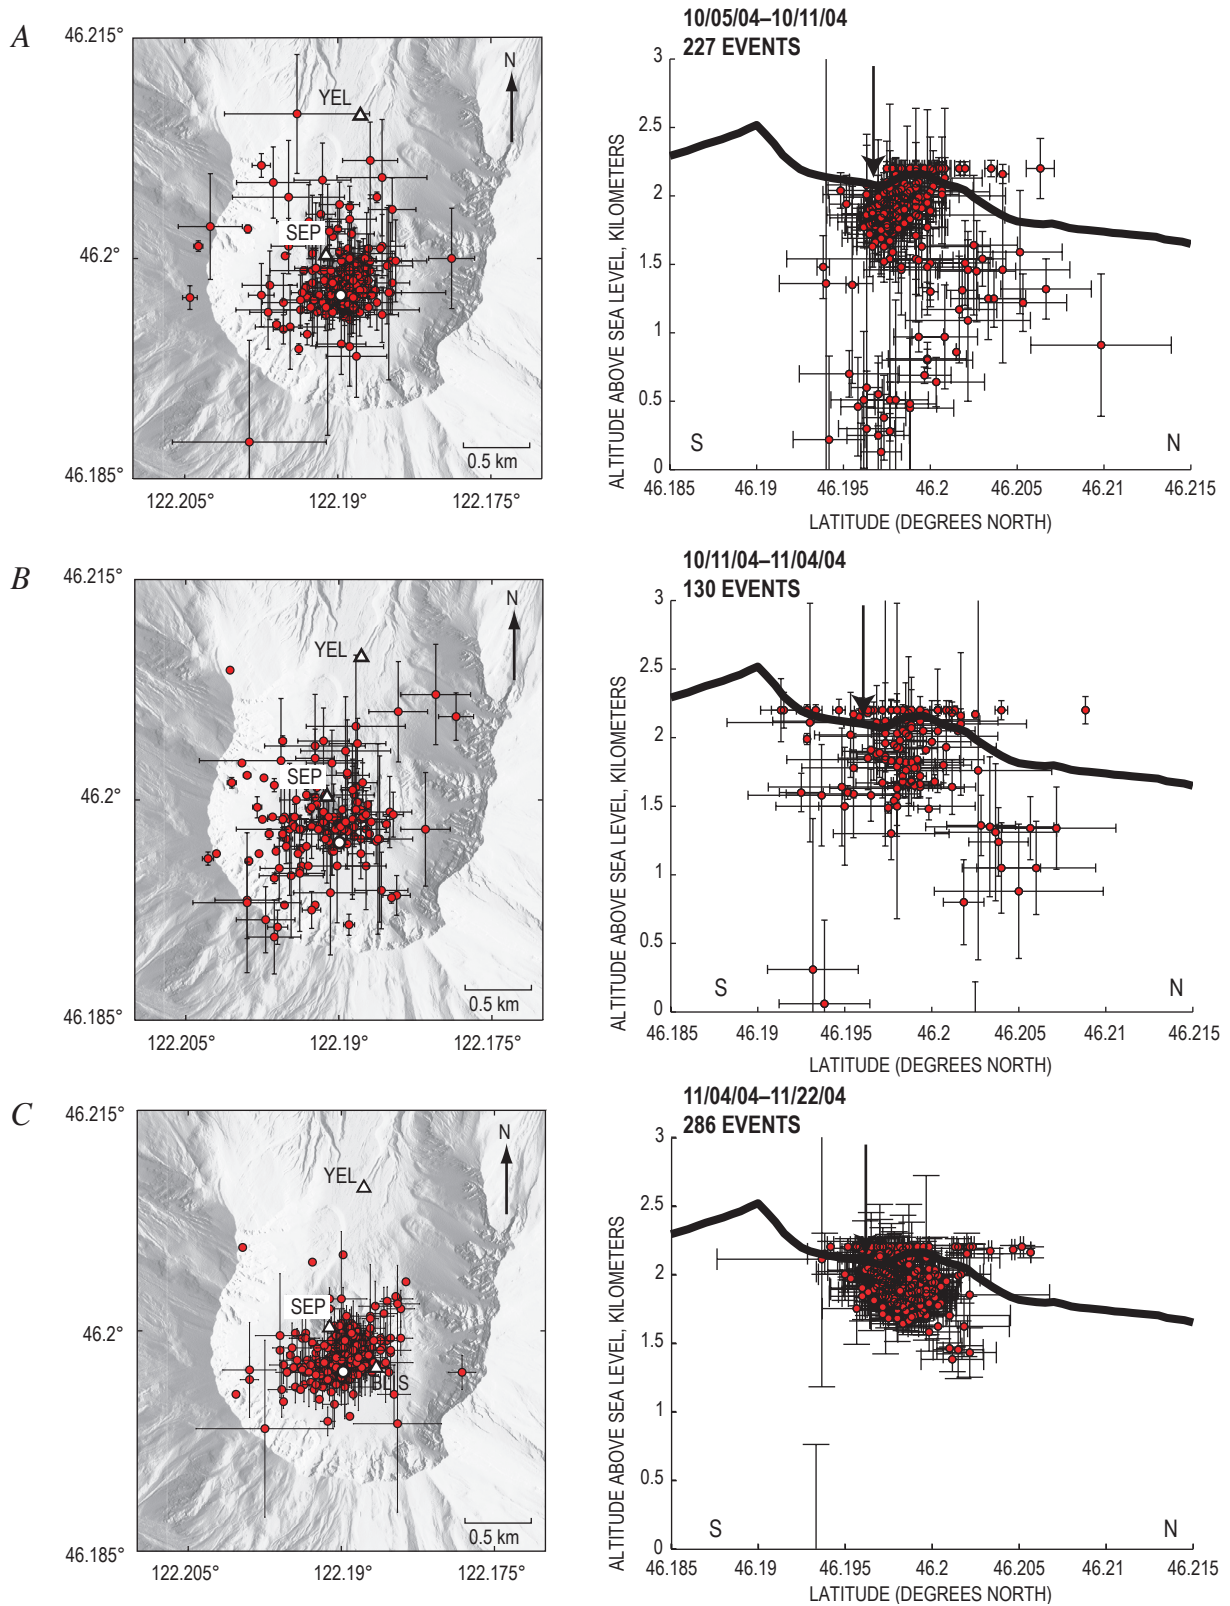 A
46.215°
46.2°
46.185°
122.205°
122.19°
122.175°
N
YEL
SEP
0.5 km
10/05/04–10/11/04
227 EVENTS
ALTITUDE ABOVE SEA LEVEL, KILOMETERS
3
2.5
2
1.5
1
0.5
0
S
N
46.185
46.19
46.195
46.2
46.205
46.21
46.215
LATITUDE (DEGREES NORTH)
B
46.215°
46.2°
46.185°
122.205°
122.19°
122.175°
N
YEL
SEP
0.5 km
10/11/04–11/04/04
130 EVENTS
ALTITUDE ABOVE SEA LEVEL, KILOMETERS
3
2.5
2
1.5
1
0.5
0
S
N
46.185
46.19
46.195
46.2
46.205
46.21
46.215
LATITUDE (DEGREES NORTH)
C
46.215°
46.2°
46.185°
122.205°
122.19°
122.175°
N
YEL
SEP
BLIS
0.5 km
11/04/04–11/22/04
286 EVENTS
ALTITUDE ABOVE SEA LEVEL, KILOMETERS
3
2.5
2
1.5
1
0.5
0
S
N
46.185
46.19
46.195
46.2
46.205
46.21
46.215
LATITUDE (DEGREES NORTH)